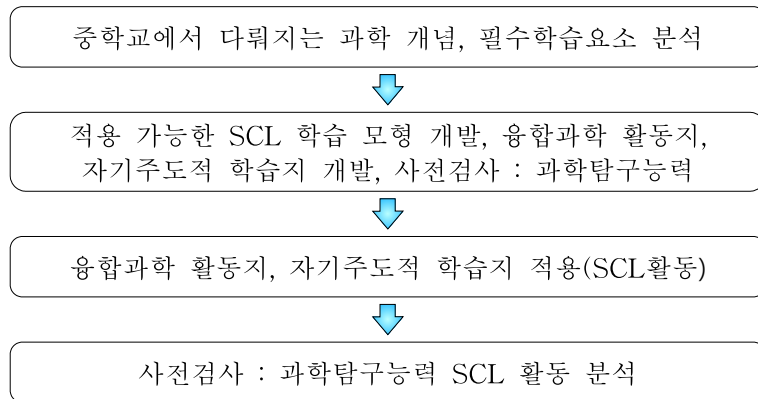 중학교에서 다뤄지는 과학 개념, 필수학습요소 분석
적용 가능한 SCL 학습 모형 개발, 융합과학 활동지,
자기주도적 학습지 개발, 사전검사 : 과학탐구능력
융합과학 활동지, 자기주도적 학습지 적용(SCL활동)
사전검사 : 과학탐구능력 SCL 활동 분석